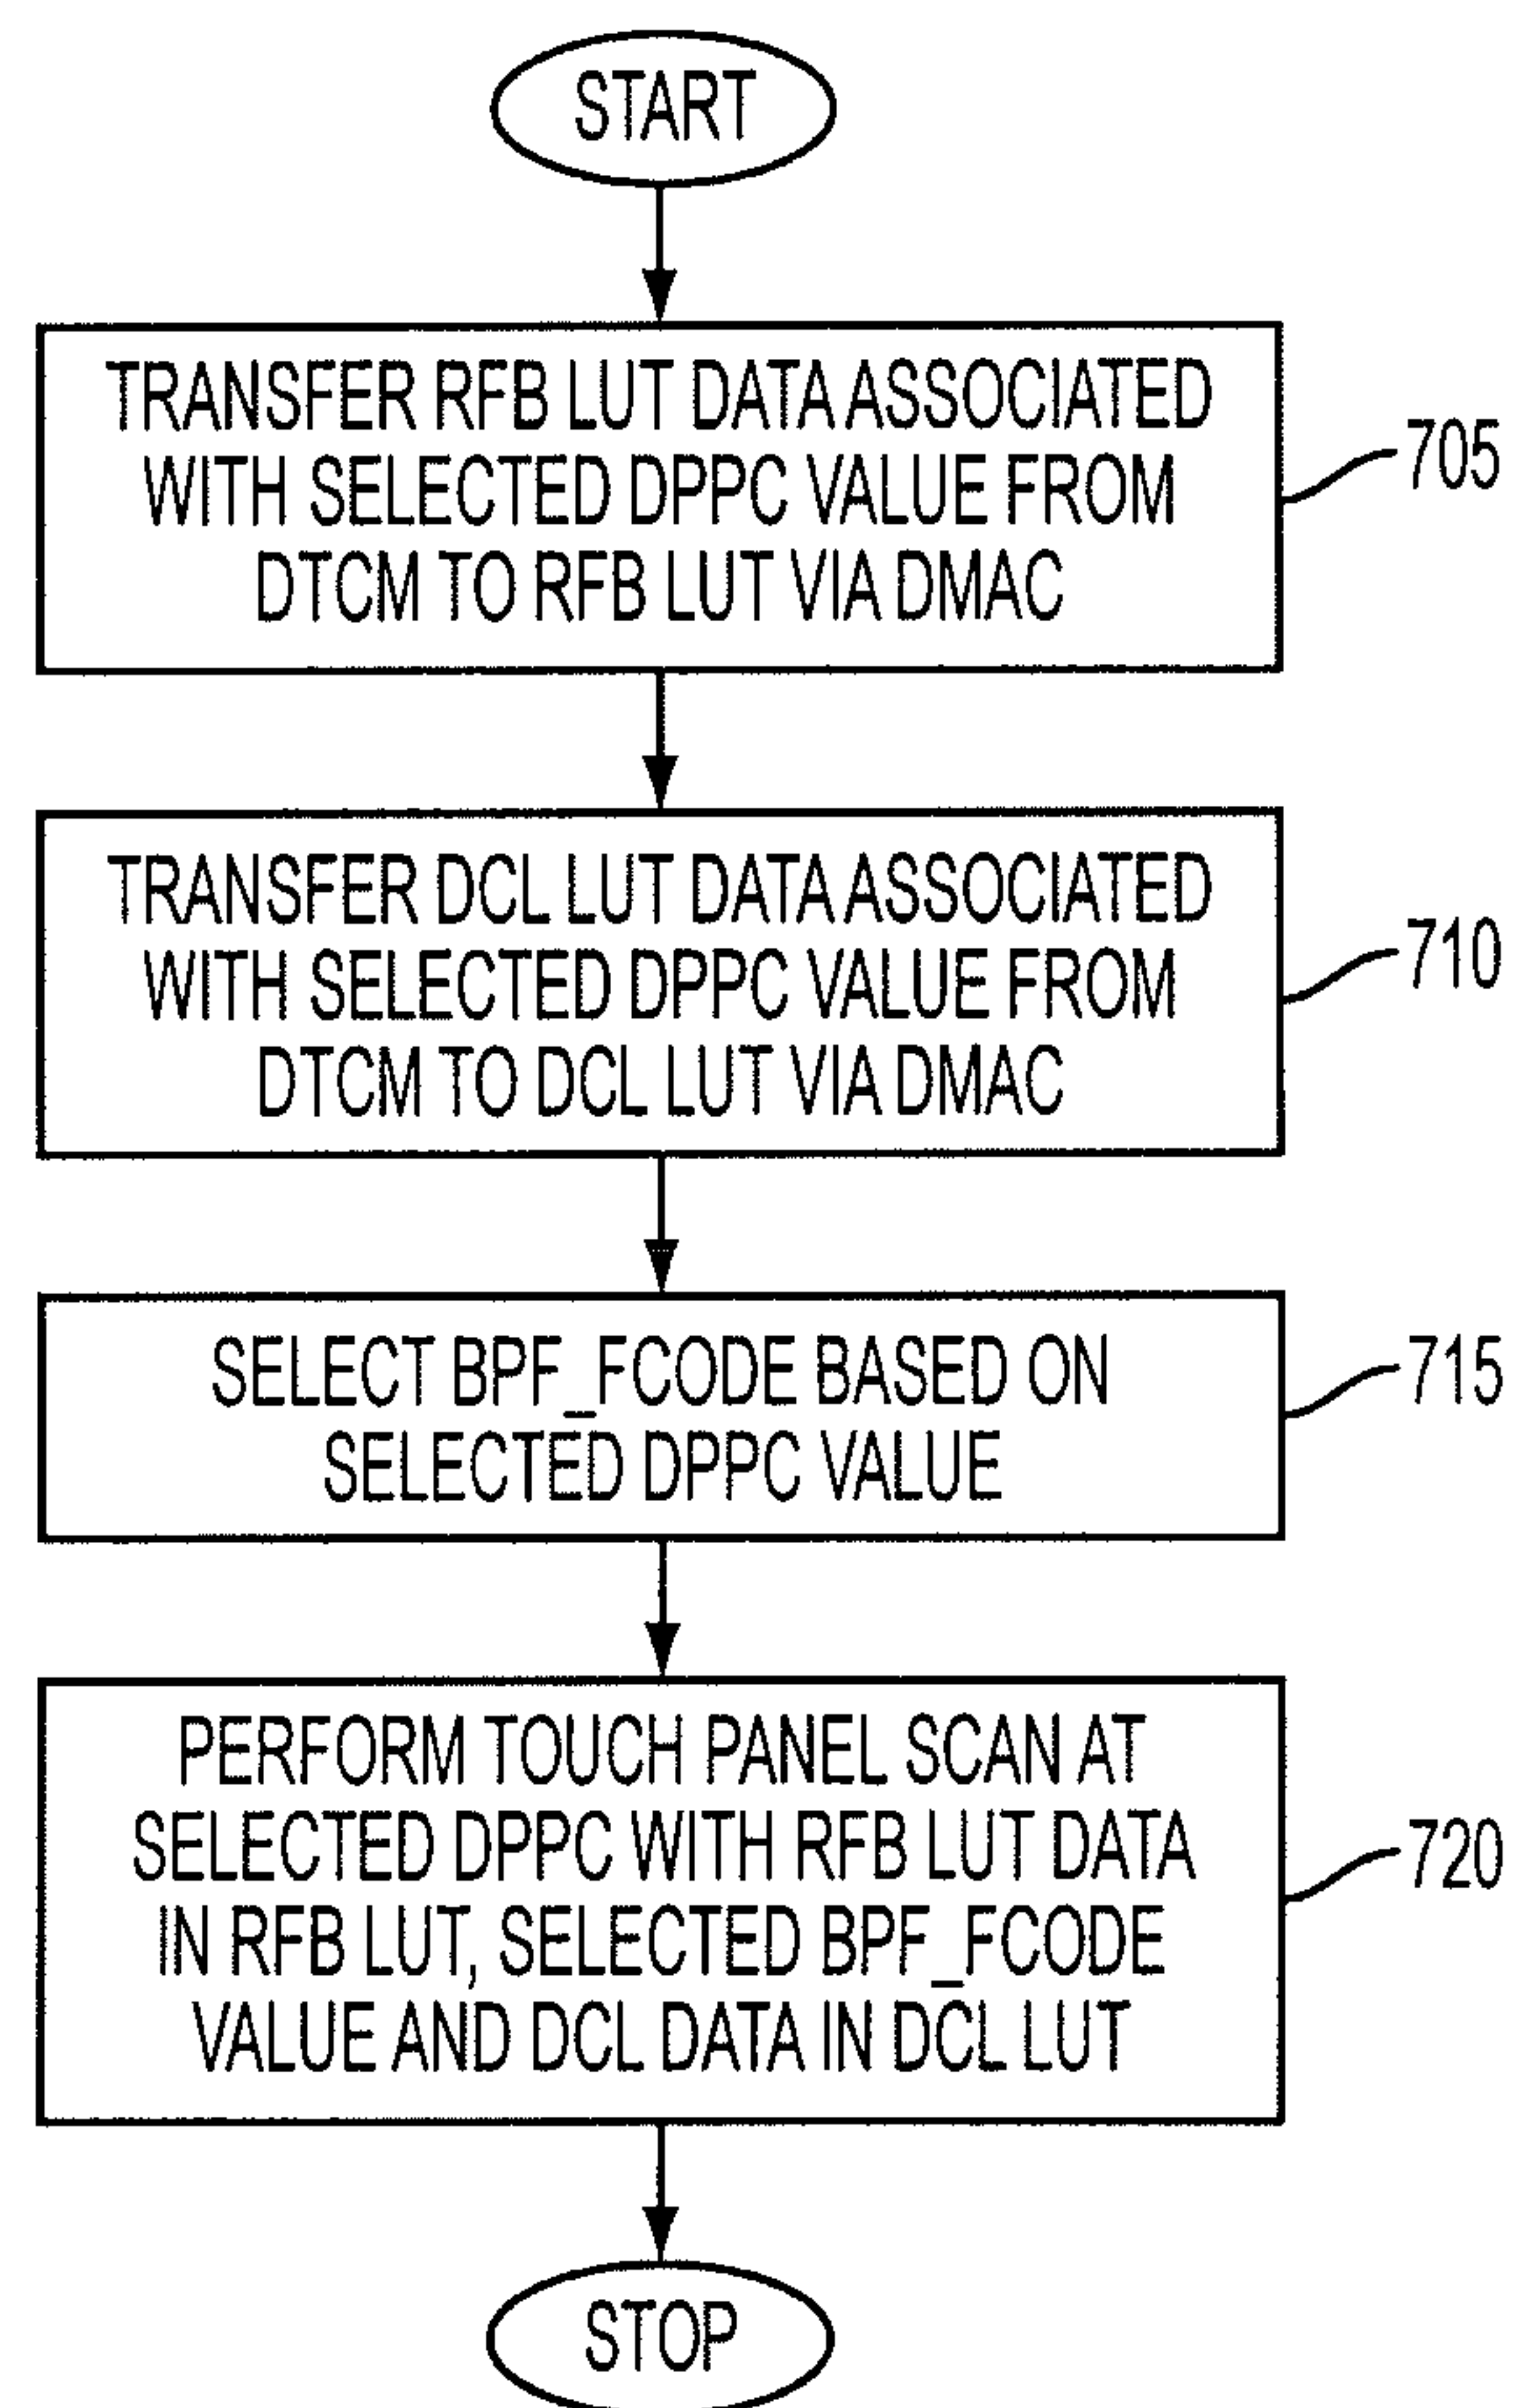 START
TRANSFER RFB LUT DATA ASSOCIATED
WITH SELECTED DPPC VALUE FROM
DTCM TO RFB LUT VIA DMAC
705
TRANSFER DCL LUT DATA ASSOCIATED
WITH SELECTED DPPC VALUE FROM
DTCM TO DCL LUT VIA DMAC
710
SELECT BPF_FCODE BASED ON
SELECTED DPPC VALUE
715
PERFORM TOUCH PANEL SCAN AT
SELECTED DPPC WITH RFB LUT DATA
IN RFB LUT, SELECTED BPF_FCODE
VALUE AND DCL DATA IN DCL LUT
720
STOP